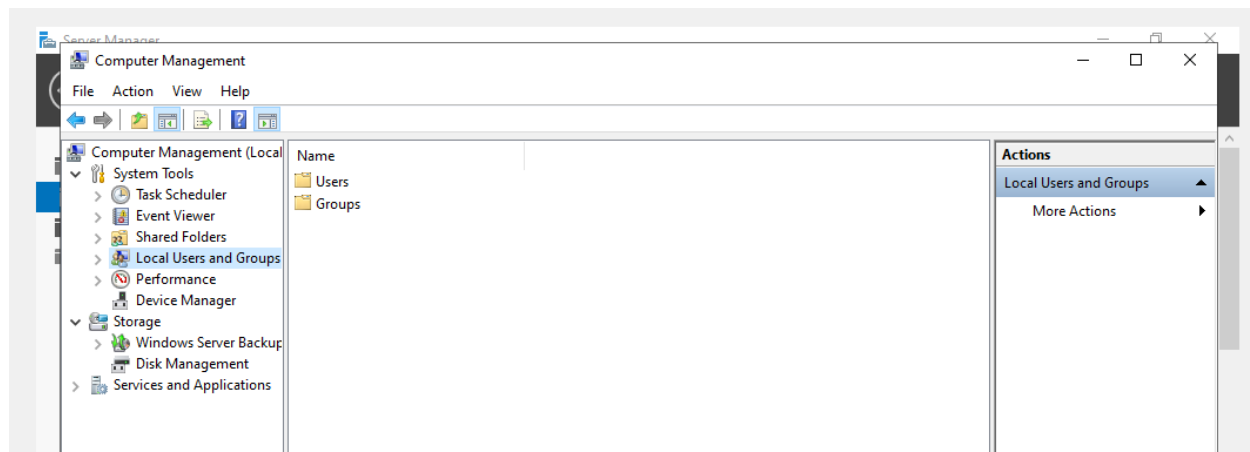 Server Manager
Computer Management
File Action View Help
Computer Management (Local
System Tools
Task Scheduler
Event Viewer
Shared Folders
Local Users and Groups
Performance
Device Manager
Storage
Windows Server Backup
Disk Management
Services and Applications
Name
Users
Groups
Actions
Local Users and Groups
More Actions